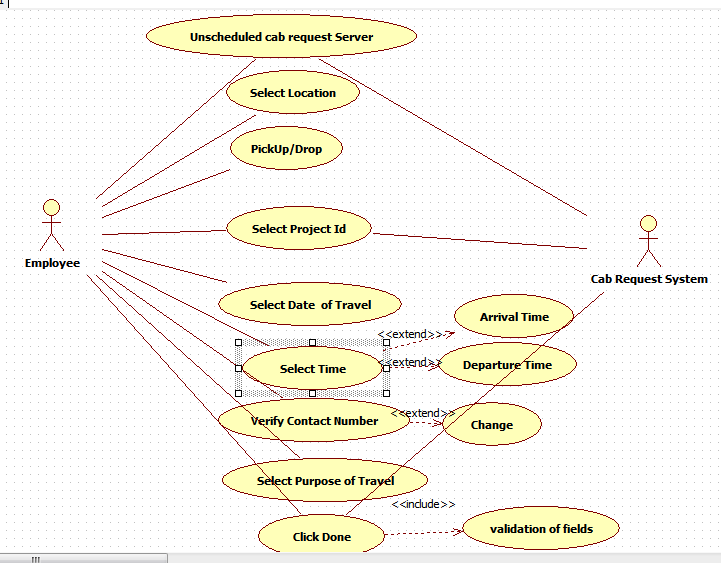 Unscheduled cab request Server
Select Location
PickUp/Drop
Select Project Id
Employee
Cab Request System
Select Date of Travel
Arrival Time
<<extend>>
Select Time
<<extend>>
Departure Time
Verify Contact Number
<<extend>>
Change
Select Purpose of Travel
<<include>>
Click Done
validation of fields